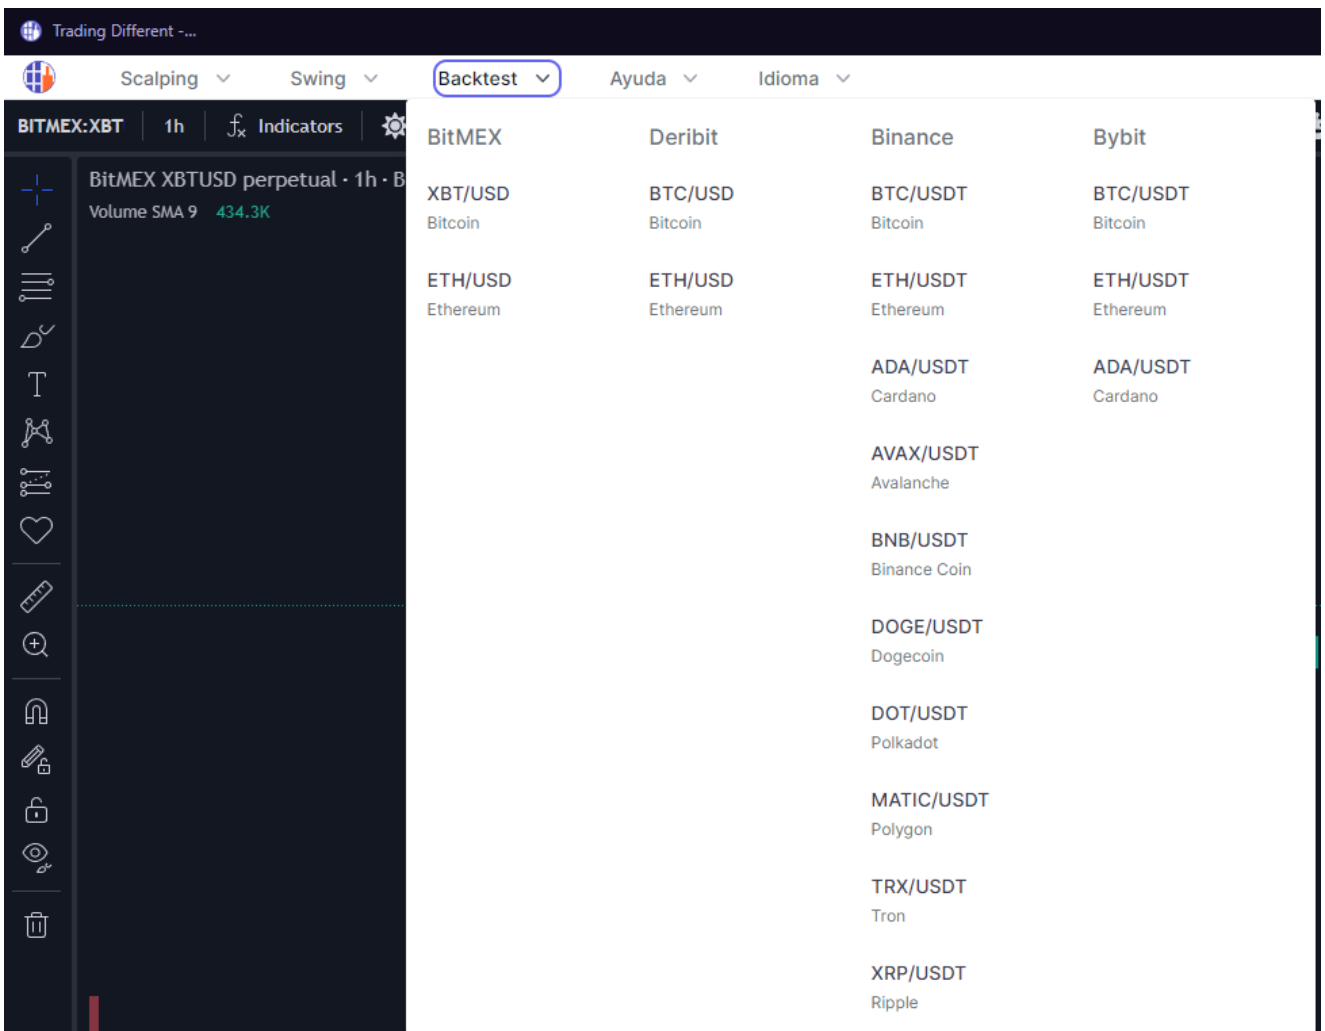 Trading Different -...
Scalping Swing Backtest Ayuda Idioma
BITMEX:XBT 1h fx Indicators
BitMEX XBTUSD perpetual · 1h · B
Volume SMA 9 434.3K
BitMEX Deribit Binance Bybit
XBT/USD BTC/USD BTC/USDT BTC/USDT
Bitcoin Bitcoin Bitcoin Bitcoin
ETH/USD ETH/USD ETH/USDT ETH/USDT
Ethereum Ethereum Ethereum Ethereum
ADA/USDT ADA/USDT
Cardano Cardano
AVAX/USDT
Avalanche
BNB/USDT
Binance Coin
DOGE/USDT
Dogecoin
DOT/USDT
Polkadot
MATIC/USDT
Polygon
TRX/USDT
Tron
XRP/USDT
Ripple